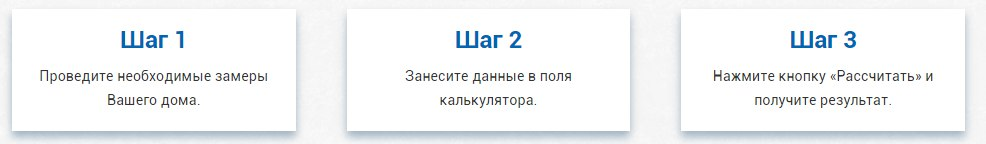 Шаг 1
Проведите необходимые замеры
Вашего дома.
Шаг 2
Занесите данные в поля
калькулятора.
Шаг 3
Нажмите кнопку «Рассчитать» и
получите результат.